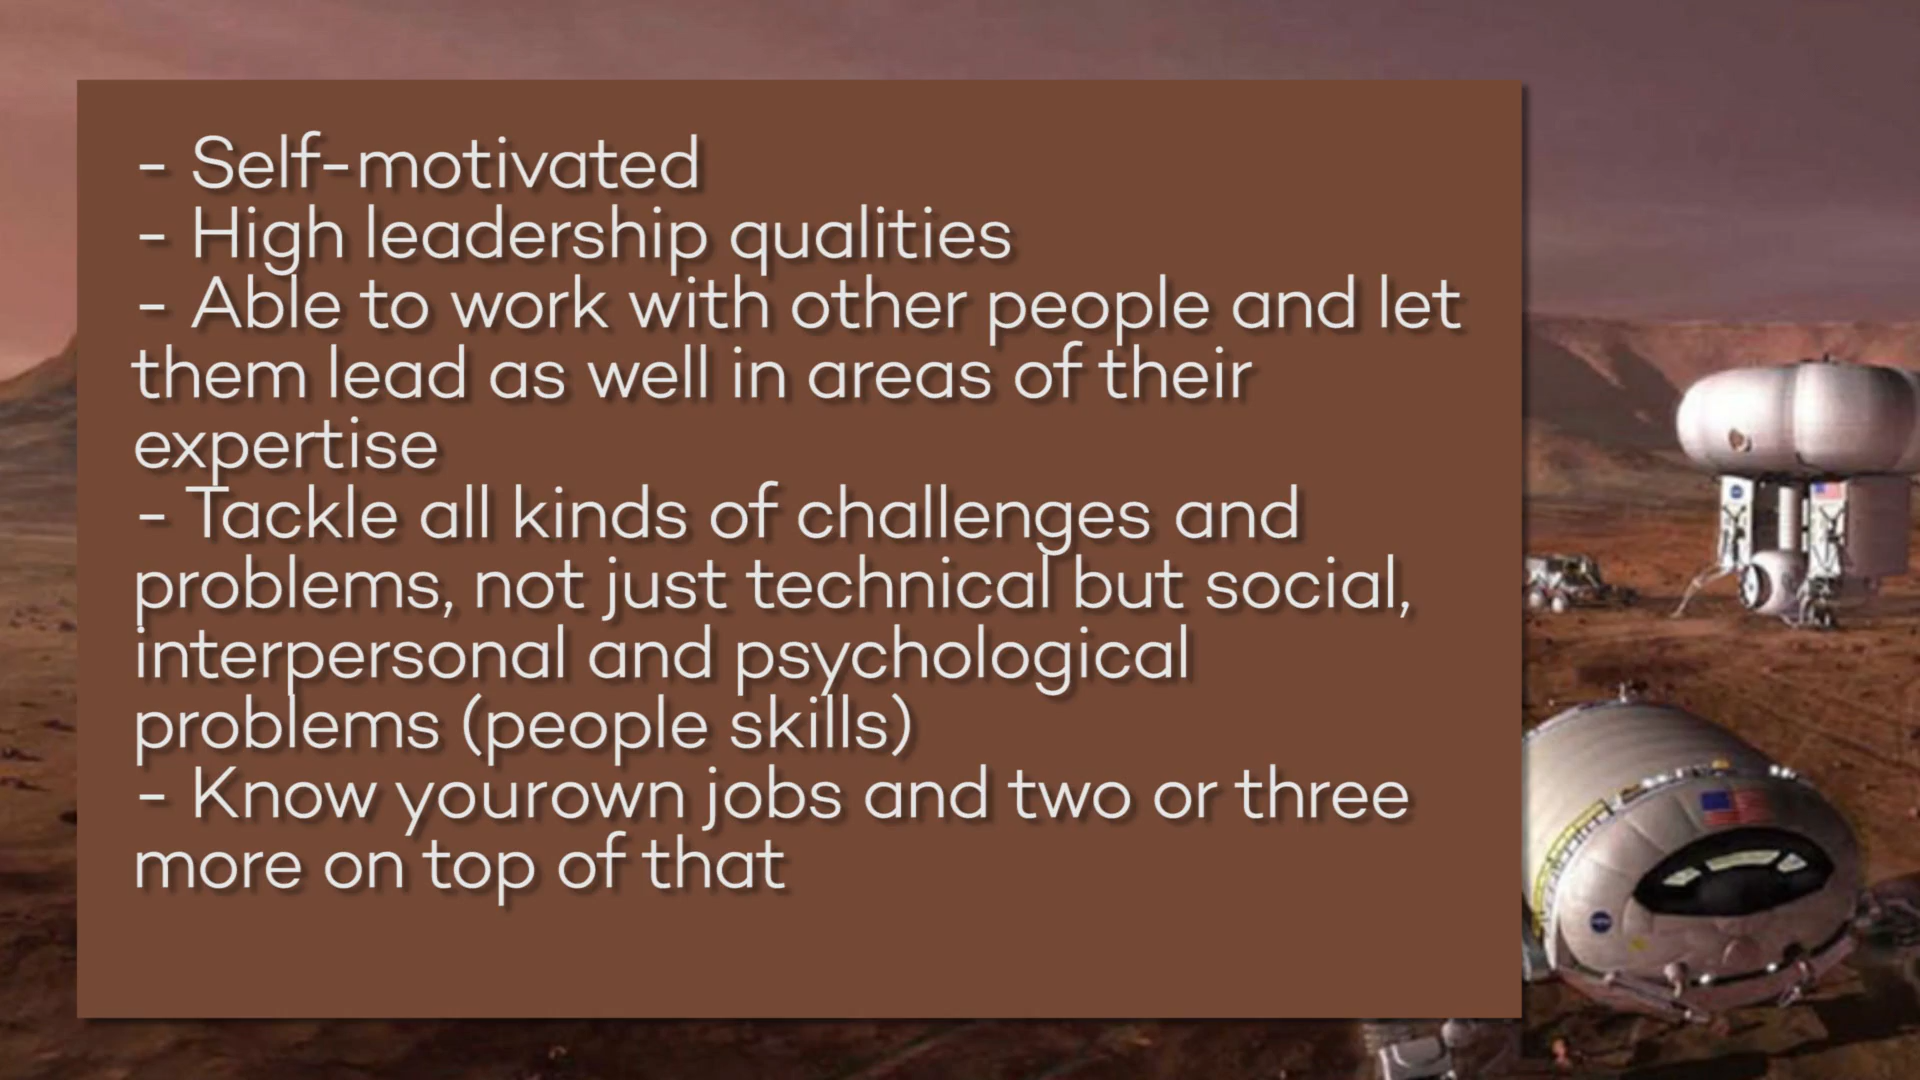 - Self-motivated
- High leadership qualities
- Able to work with other people and let
them lead as well in areas of their
expertise
- Tackle all kinds of challenges and
problems, not just technical but social,
interpersonal and psychological
problems (people skills)
- Know yourown jobs and two or three
more on top of that